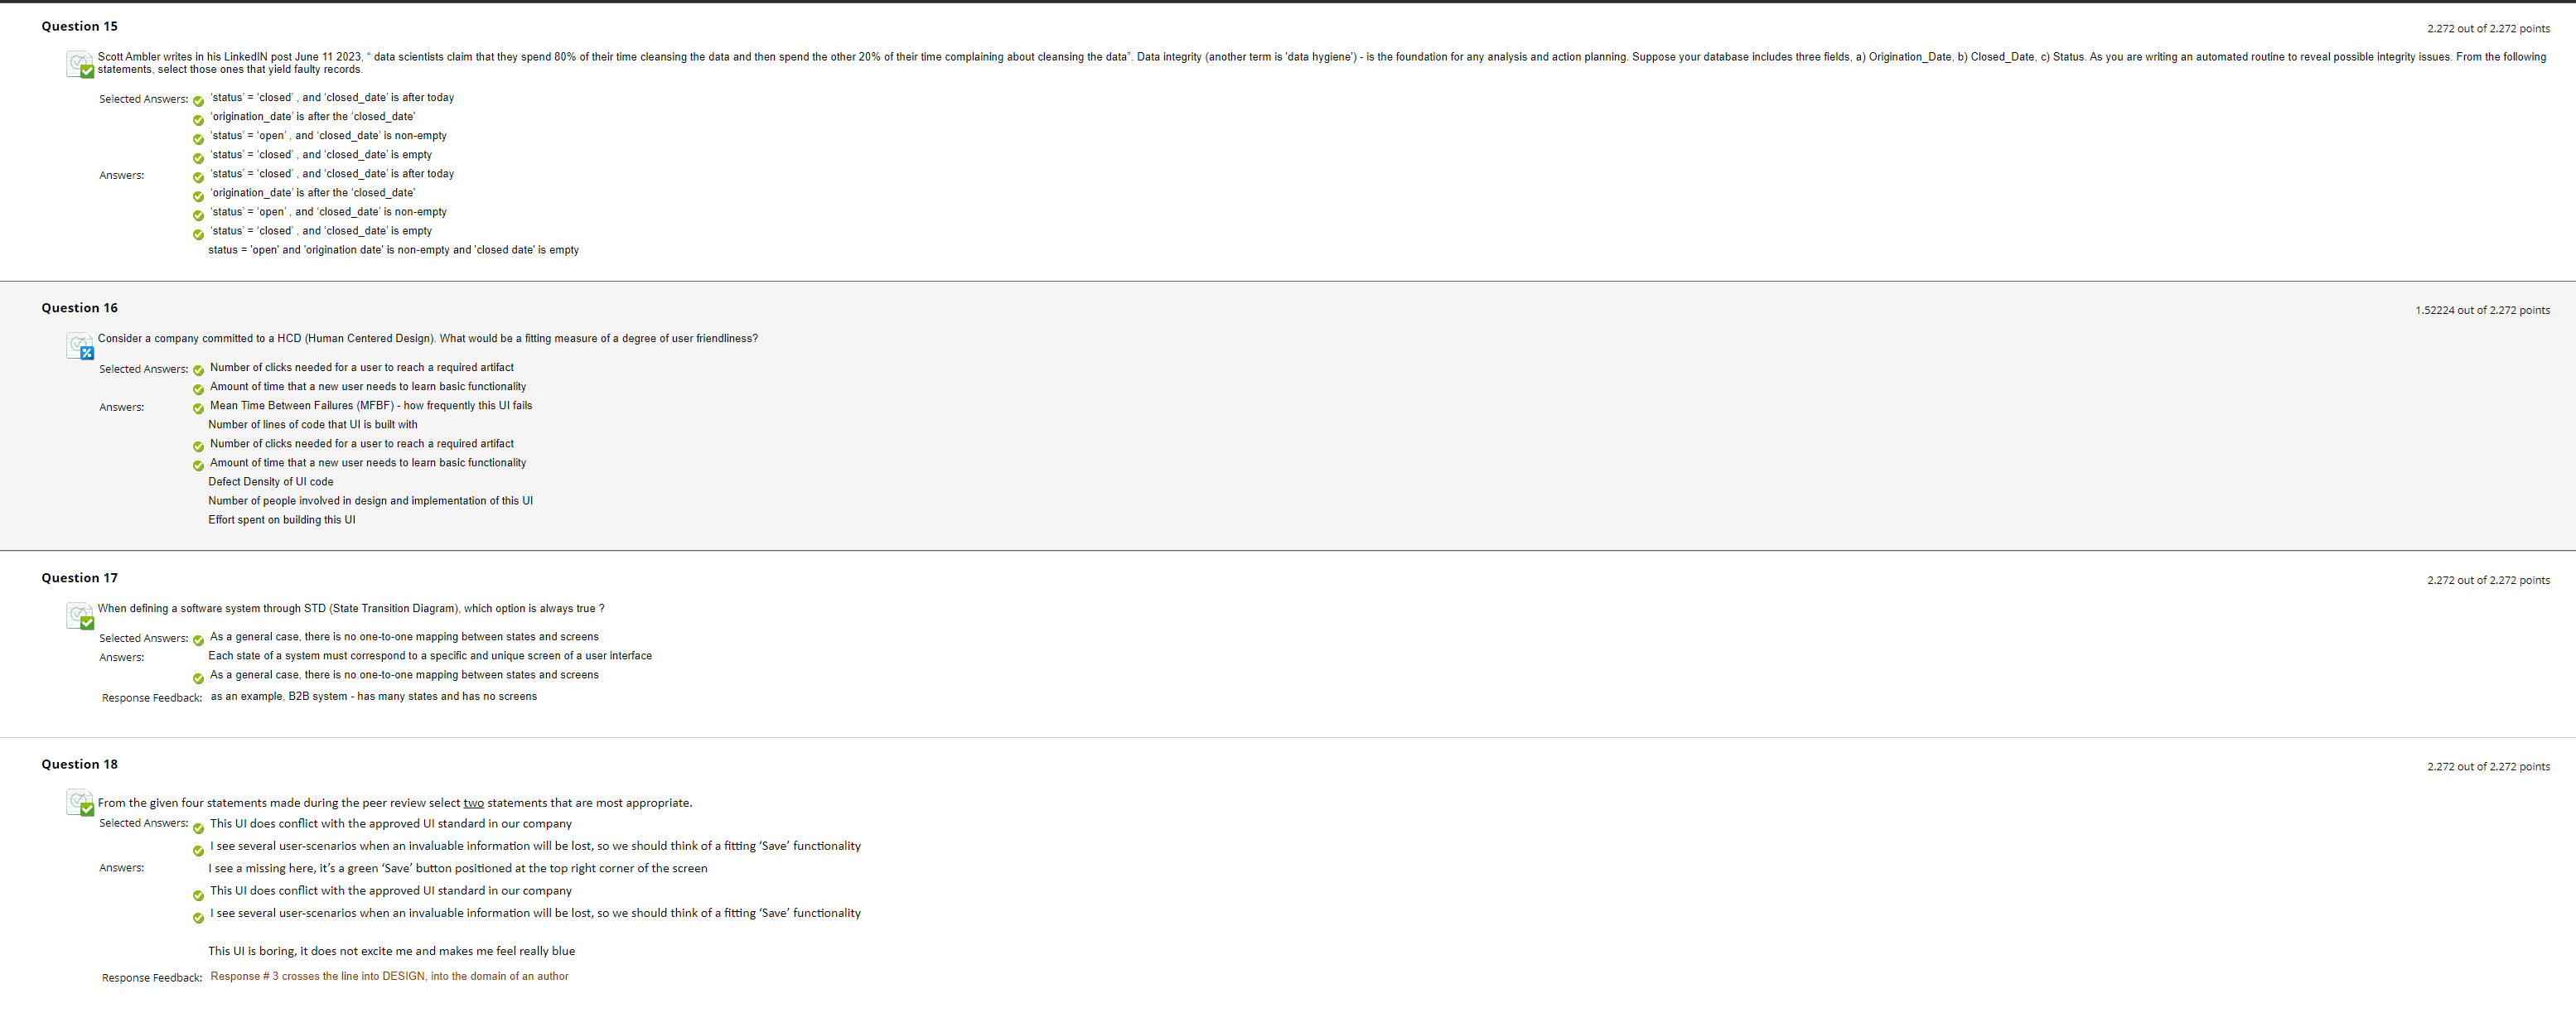 Question 15
2.272 out of 2.272 points
Scott Ambler writes in his LinkedIN post June 11 2023, “ data scientists claim that they spend 80% of their time cleansing the data and then spend the other 20% of their time complaining about cleansing the data”. Data integrity (another term is 'data hygiene') - is the foundation for any analysis and action planning. Suppose your database includes three fields, a) Origination_Date, b) Closed_Date, c) Status. As you are writing an automated routine to reveal possible integrity issues. From the following
statements, select those ones that yield faulty records.
Selected Answers: ‘status’ = ‘closed’ , and ‘closed_date’ is after today
‘origination_date’ is after the ‘closed_date’
‘status’ = ‘open’ , and ‘closed_date’ is non-empty
‘status’ = ‘closed’ , and ‘closed_date’ is empty
Answers: ‘status’ = ‘closed’ , and ‘closed_date’ is after today
‘origination_date’ is after the ‘closed_date’
‘status’ = ‘open’ , and ‘closed_date’ is non-empty
‘status’ = ‘closed’ , and ‘closed_date’ is empty
status = 'open' and 'origination date' is non-empty and 'closed date' is empty
Question 16
1.52224 out of 2.272 points
Consider a company committed to a HCD (Human Centered Design). What would be a fitting measure of a degree of user friendliness?
Selected Answers: Number of clicks needed for a user to reach a required artifact
Amount of time that a new user needs to learn basic functionality
Answers: Mean Time Between Failures (MFBF) - how frequently this UI fails
Number of lines of code that UI is built with
Number of clicks needed for a user to reach a required artifact
Amount of time that a new user needs to learn basic functionality
Defect Density of UI code
Number of people involved in design and implementation of this UI
Effort spent on building this UI
Question 17
2.272 out of 2.272 points
When defining a software system through STD (State Transition Diagram), which option is always true ?
Selected Answers: As a general case, there is no one-to-one mapping between states and screens
Answers: Each state of a system must correspond to a specific and unique screen of a user interface
As a general case, there is no one-to-one mapping between states and screens
Response Feedback: as an example, B2B system - has many states and has no screens
Question 18
2.272 out of 2.272 points
From the given four statements made during the peer review select two statements that are most appropriate.
Selected Answers: This UI does conflict with the approved UI standard in our company
I see several user-scenarios when an invaluable information will be lost, so we should think of a fitting ‘Save’ functionality
Answers: I see a missing here, it’s a green ‘Save’ button positioned at the top right corner of the screen
This UI does conflict with the approved UI standard in our company
I see several user-scenarios when an invaluable information will be lost, so we should think of a fitting ‘Save’ functionality
This UI is boring, it does not excite me and makes me feel really blue
Response Feedback: Response # 3 crosses the line into DESIGN, into the domain of an author